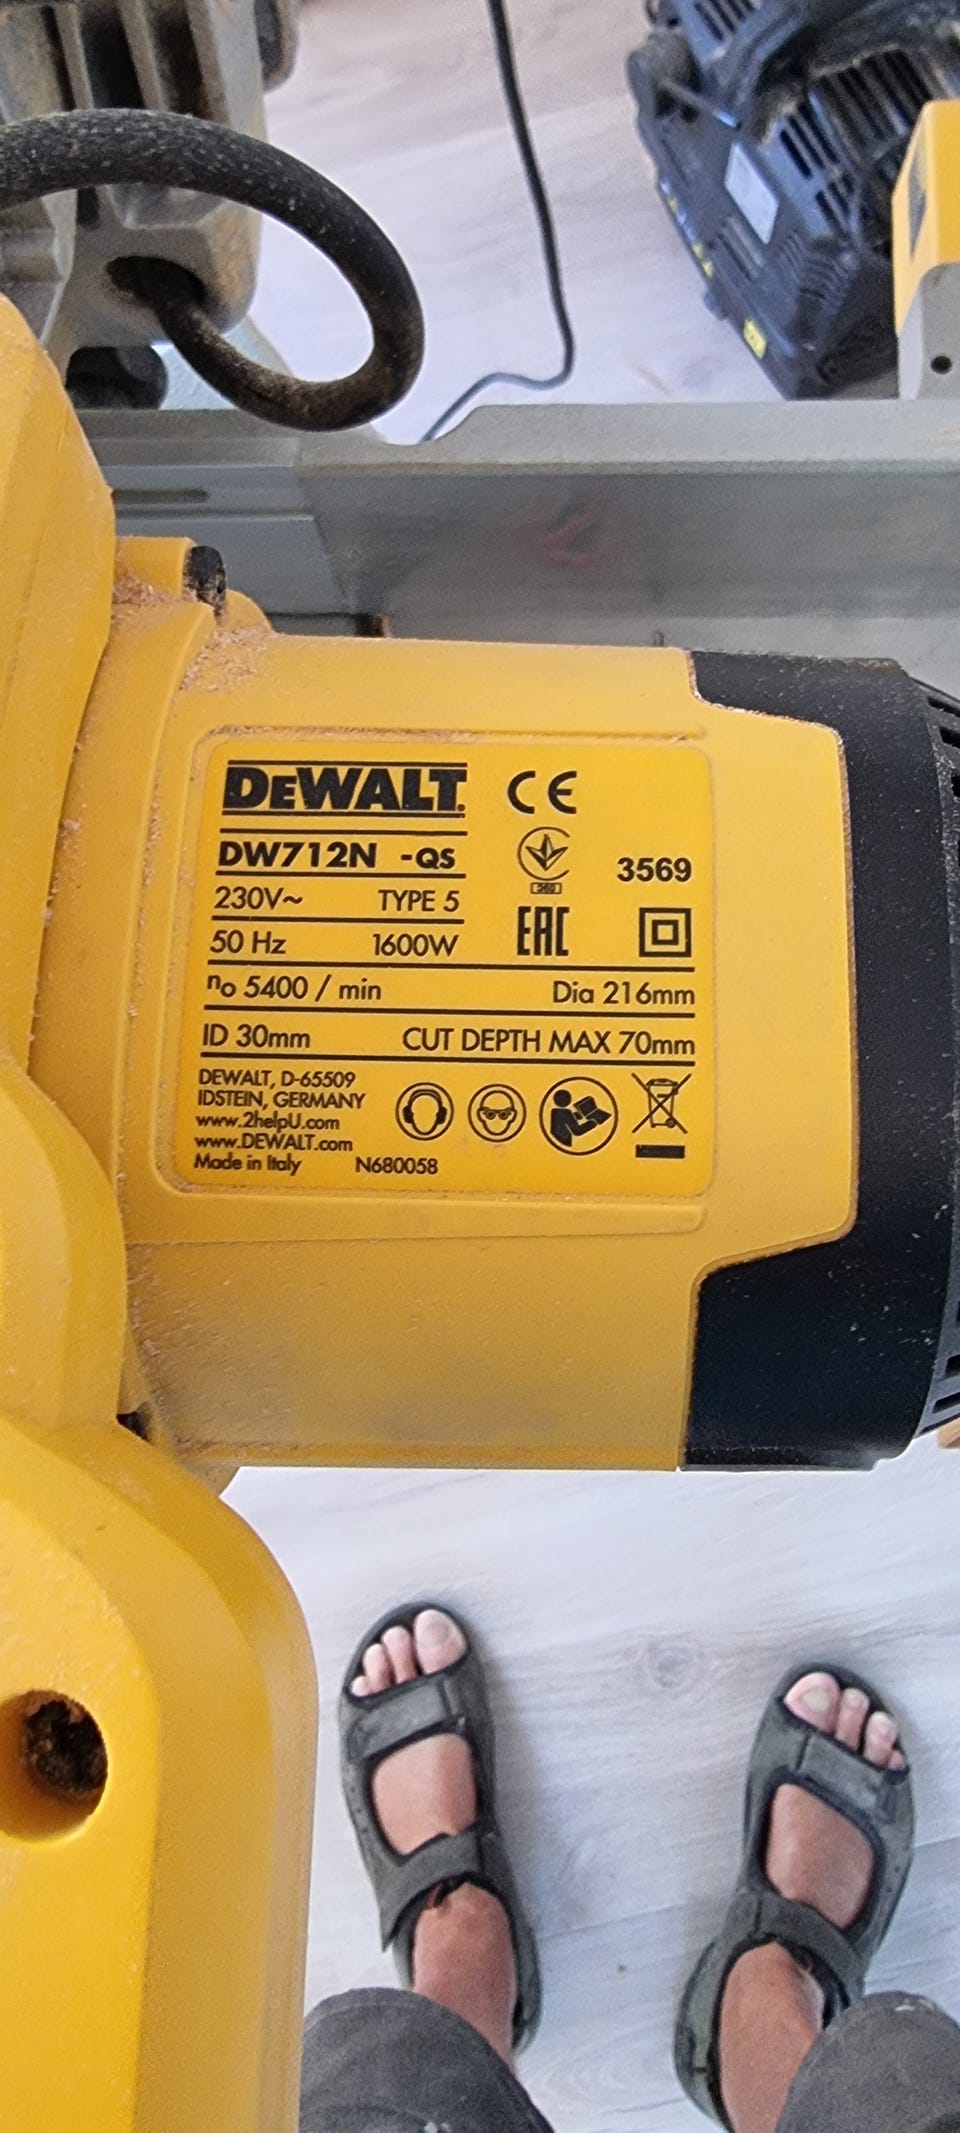 DEWALT CE
DW712N -QS
3569
230V~ TYPE 5
50 Hz 1600W EAC
no 5400 / min Dia 216mm
ID 30mm CUT DEPTH MAX 70mm
DEWALT, D-65509
IDSTEIN, GERMANY
www.2helpU.com
www.DEWALT.com
Made in Italy N680058